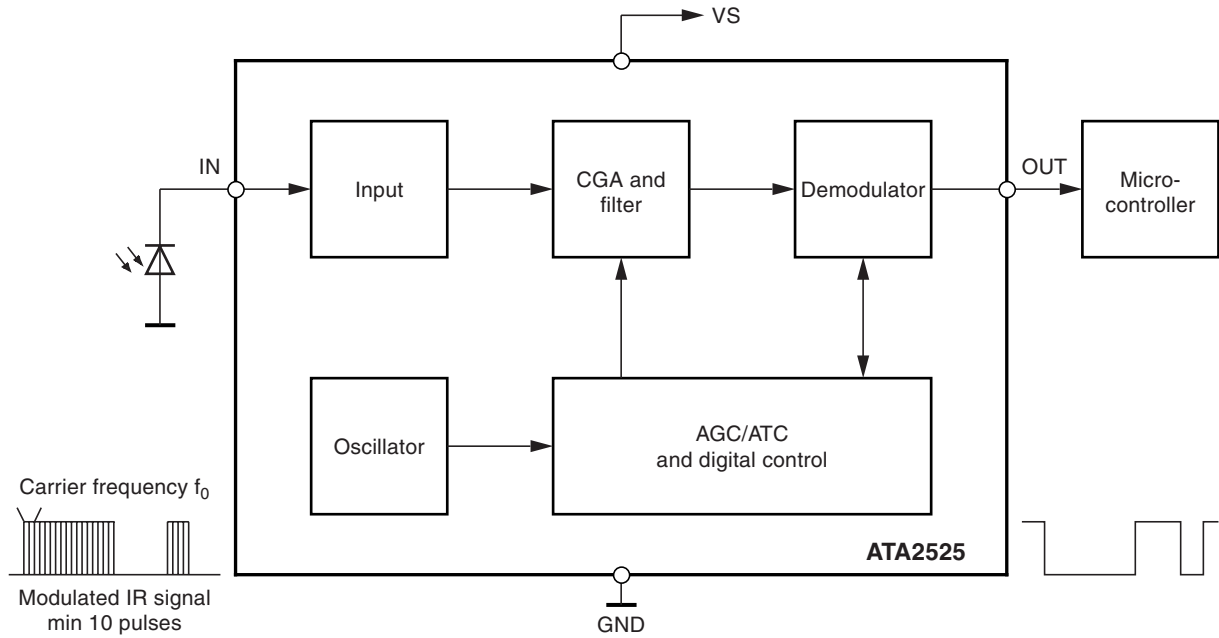 VS
IN
Input
CGA and
filter
Demodulator
OUT
Micro-
controller
Oscillator
AGC/ATC
and digital control
Carrier frequency f₀
ATA2525
Modulated IR signal
min 10 pulses
GND